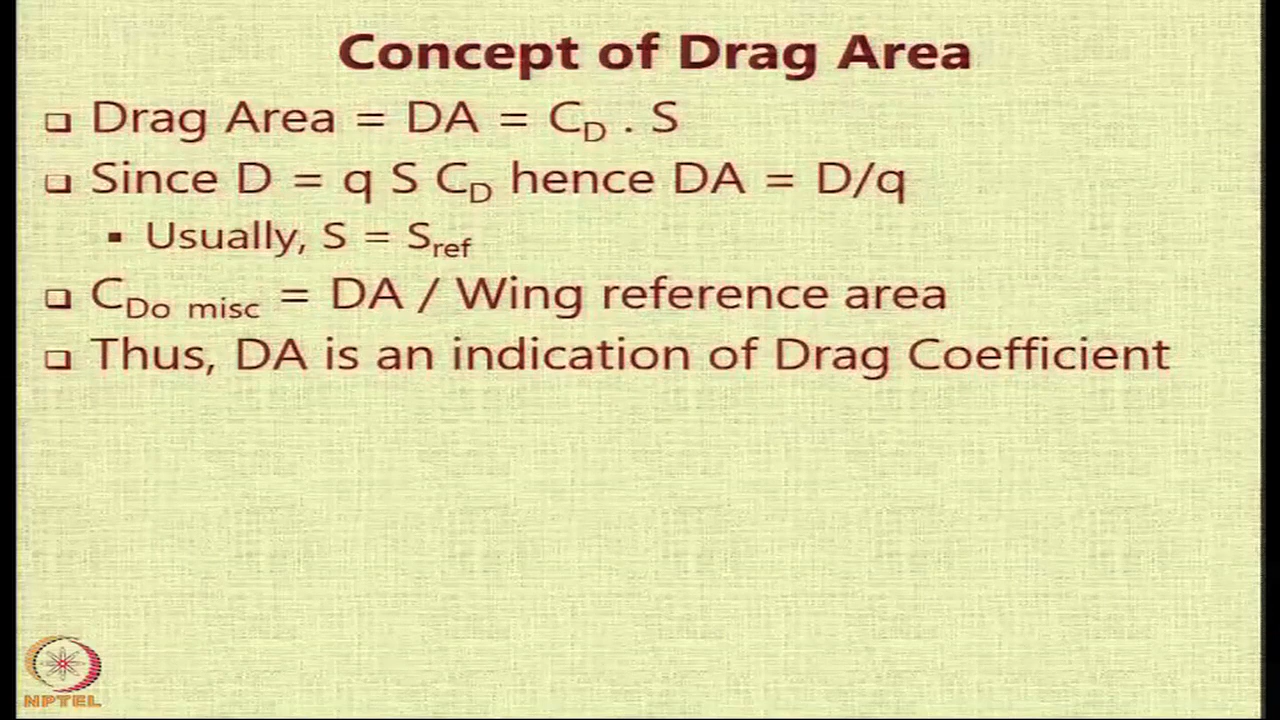 Concept of Drag Area
❑ Drag Area = DA = C_D . S
❑ Since D = q S C_D hence DA = D/q
▪ Usually, S = S_ref
❑ C_Do misc = DA / Wing reference area
❑ Thus, DA is an indication of Drag Coefficient
NPTEL